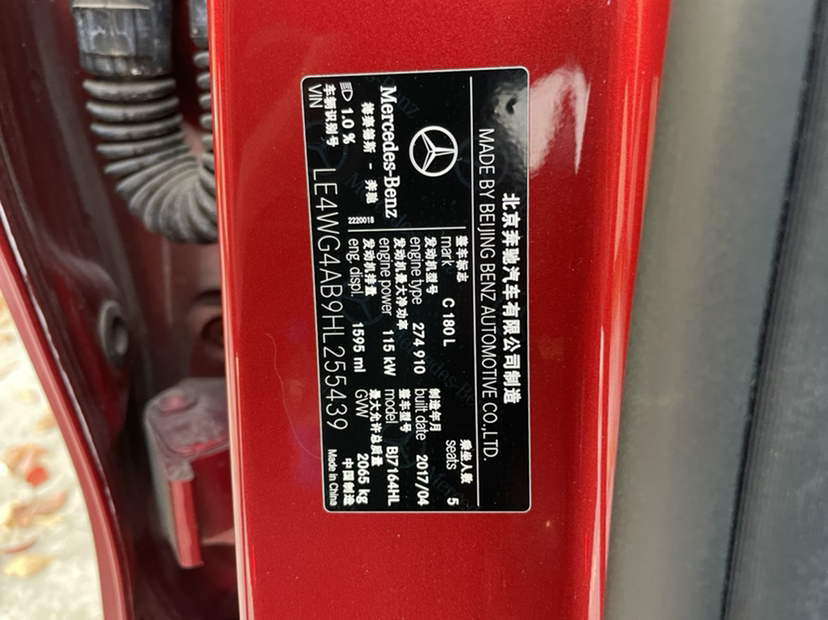 北京奔驰汽车有限公司制造
MADE BY BEIJING BENZ AUTOMOTIVE CO.,LTD.
Mercedes-Benz
梅赛德斯 - 奔驰
2220018
1.0 %
乘坐人数
seats 5
整车标志
mark C 180 L
发动机型号
engine type 274 910
制造年月
built date 2017/04
发动机最大净功率
engine power 115 kW
整车型号
model BJ7164HL
发动机排量
eng. displ. 1595 ml
最大允许总质量
GVW 2065 kg
车辆识别号
VIN LE4WG4AB9HL255439
中国制造
Made in China